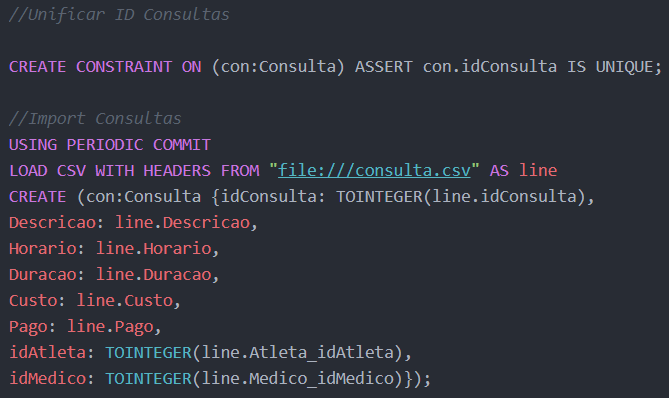 //Unificar ID Consultas
CREATE CONSTRAINT ON (con:Consulta) ASSERT con.idConsulta IS UNIQUE;
//Import Consultas
USING PERIODIC COMMIT
LOAD CSV WITH HEADERS FROM "file:///consulta.csv" AS line
CREATE (con:Consulta {idConsulta: TOINTEGER(line.idConsulta),
Descricao: line.Descricao,
Horario: line.Horario,
Duracao: line.Duracao,
Custo: line.Custo,
Pago: line.Pago,
idAtleta: TOINTEGER(line.Atleta_idAtleta),
idMedico: TOINTEGER(line.Medico_idMedico)});